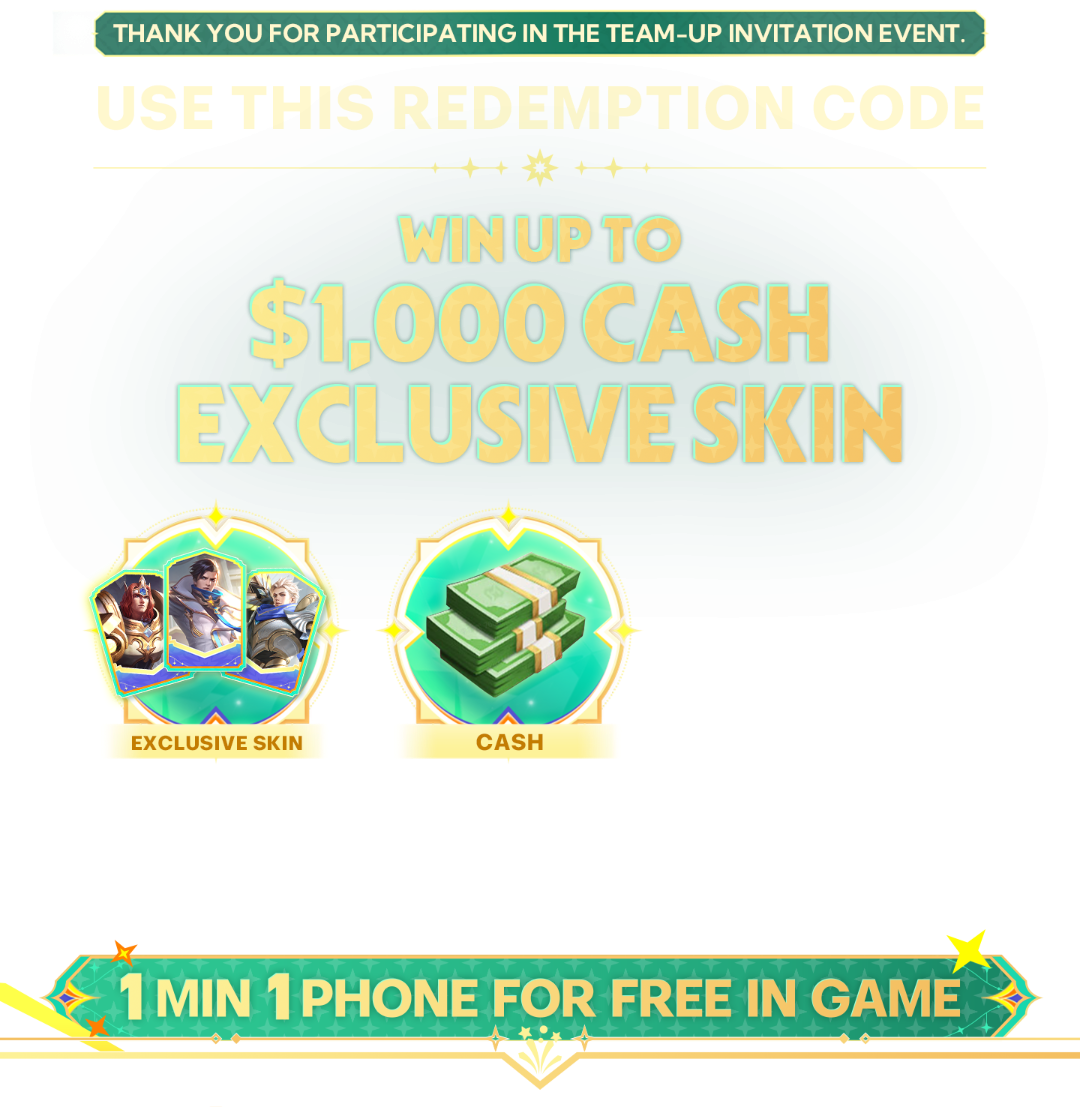 THANK YOU FOR PARTICIPATING IN THE TEAM-UP INVITATION EVENT.
USE THIS REDEMPTION CODE
WIN UP TO
$1,000 CASH
EXCLUSIVE SKIN
EXCLUSIVE SKIN
CASH
1 MIN 1 PHONE FOR FREE IN GAME